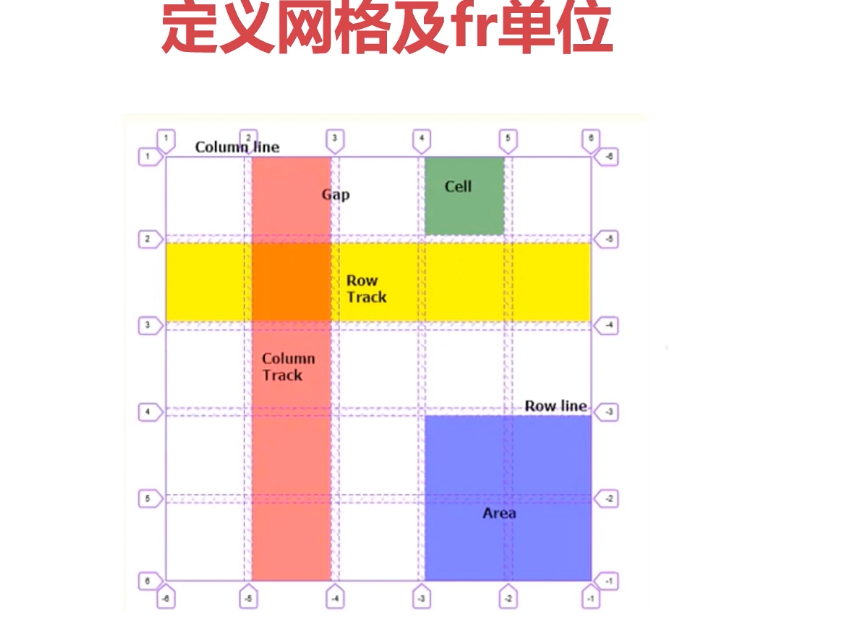 定义网格及fr单位
1 2 3 4 5 6
Column line
1 -6
Cell
Gap
2 -5
Row
Track
3 -4
Column
Track
Row line
4 -3
5 -2
Area
6 -1
-6 -5 -4 -3 -2 -1